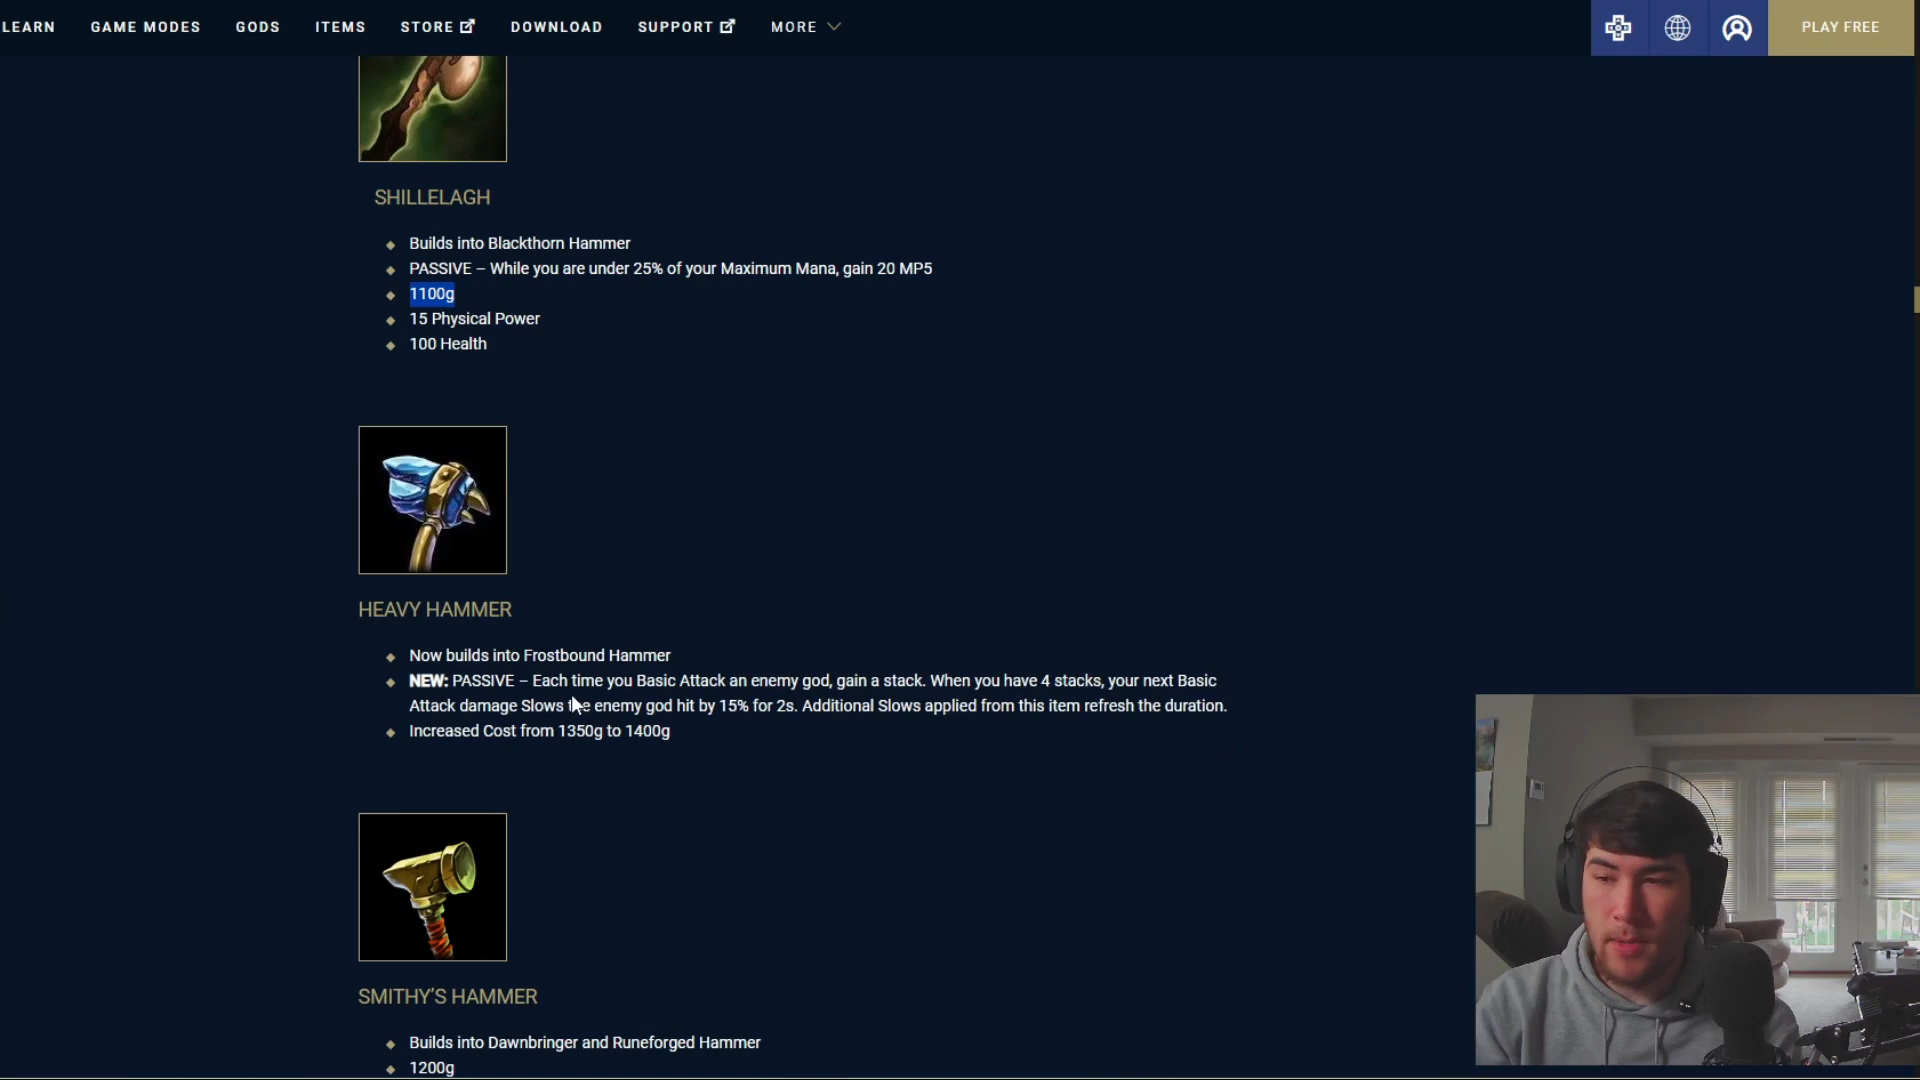 LEARN GAME MODES GODS ITEMS STORE DOWNLOAD SUPPORT MORE PLAY FREE
SHILLELAGH
Builds into Blackthorn Hammer
PASSIVE – While you are under 25% of your Maximum Mana, gain 20 MP5
1100g
15 Physical Power
100 Health
HEAVY HAMMER
Now builds into Frostbound Hammer
NEW: PASSIVE – Each time you Basic Attack an enemy god, gain a stack. When you have 4 stacks, your next Basic
Attack damage Slows the enemy god hit by 15% for 2s. Additional Slows applied from this item refresh the duration.
Increased Cost from 1350g to 1400g
SMITHY'S HAMMER
Builds into Dawnbringer and Runeforged Hammer
1200g